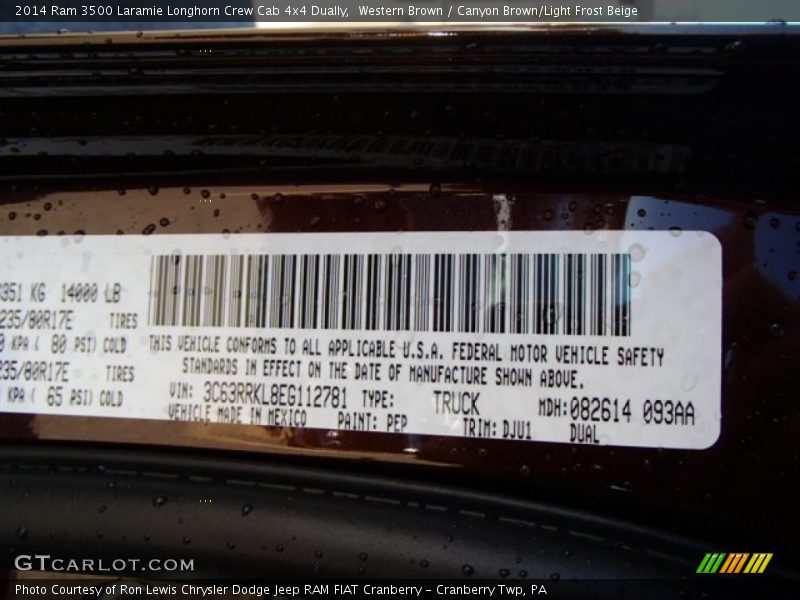 2014 Ram 3500 Laramie Longhorn Crew Cab 4x4 Dually,  Western Brown / Canyon Brown/Light Frost Beige
351 KG 14000 LB
235/80R17E TIRES
KPA ( 80 PSI) COLD
235/80R17E TIRES
KPA ( 65 PSI) COLD
THIS VEHICLE CONFORMS TO ALL APPLICABLE U.S.A. FEDERAL MOTOR VEHICLE SAFETY
STANDARDS IN EFFECT ON THE DATE OF MANUFACTURE SHOWN ABOVE.
VIN: 3C63RRKL8EG112781 TYPE: TRUCK MDH:082614 093AA
VEHICLE MADE IN MEXICO PAINT: PEP TRIM: DJU1 DUAL
GTCARLOT.COM
Photo Courtesy of Ron Lewis Chrysler Dodge Jeep RAM FIAT Cranberry – Cranberry Twp, PA